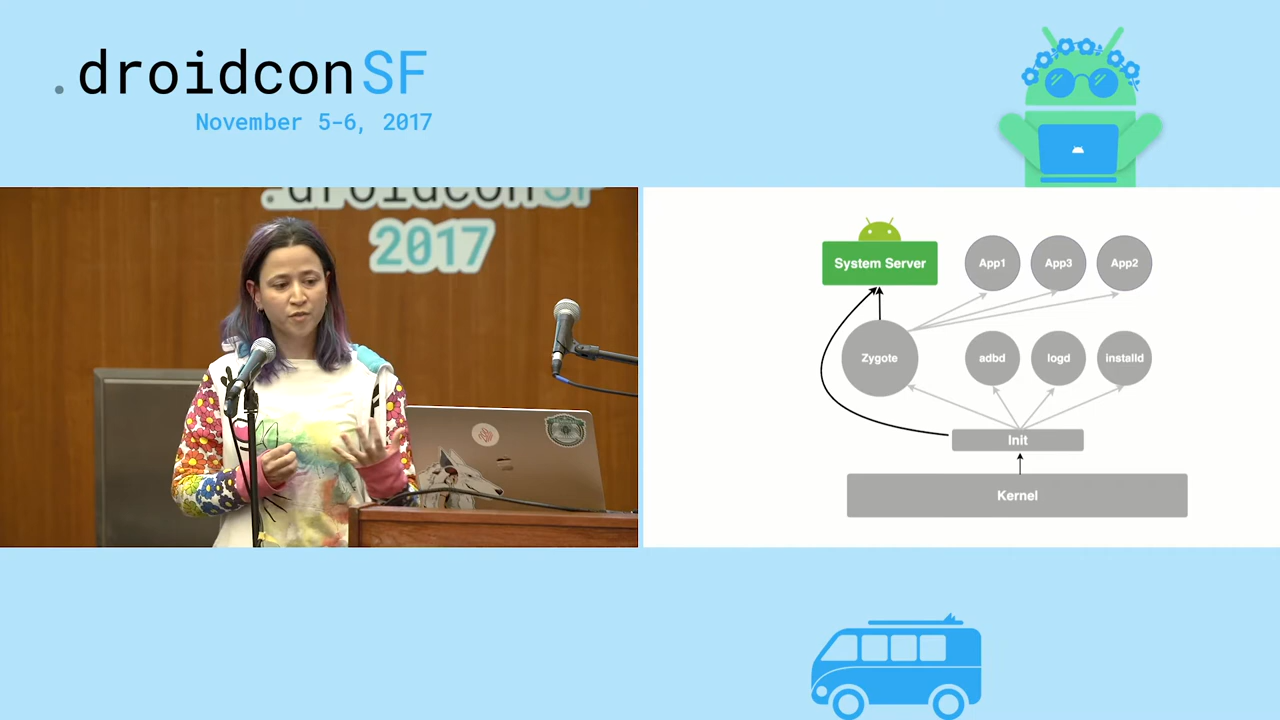 .droidconSF
November 5-6, 2017
.droidconSF
2017
System Server
App1
App3
App2
Zygote
adbd
logd
installd
Init
Kernel